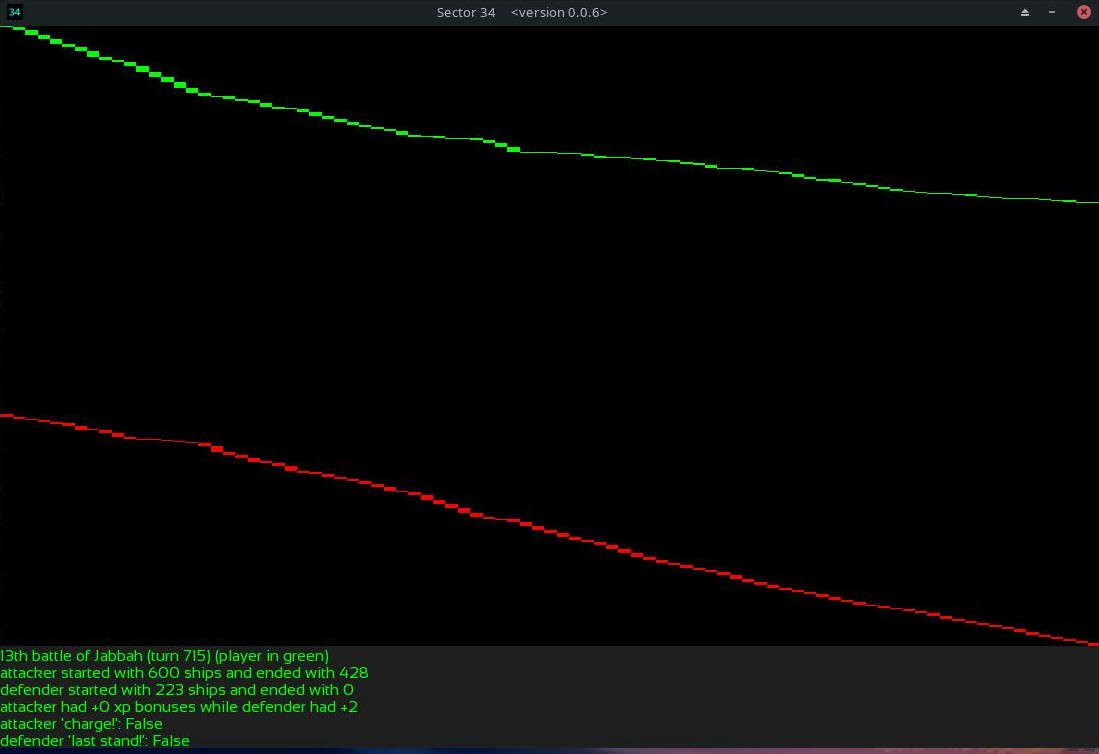 34
Sector 34 <version 0.0.6>
13th battle of Jabbah (turn 715) (player in green)
attacker started with 600 ships and ended with 428
defender started with 223 ships and ended with 0
attacker had +0 xp bonuses while defender had +2
attacker 'charge!': False
defender 'last stand!': False